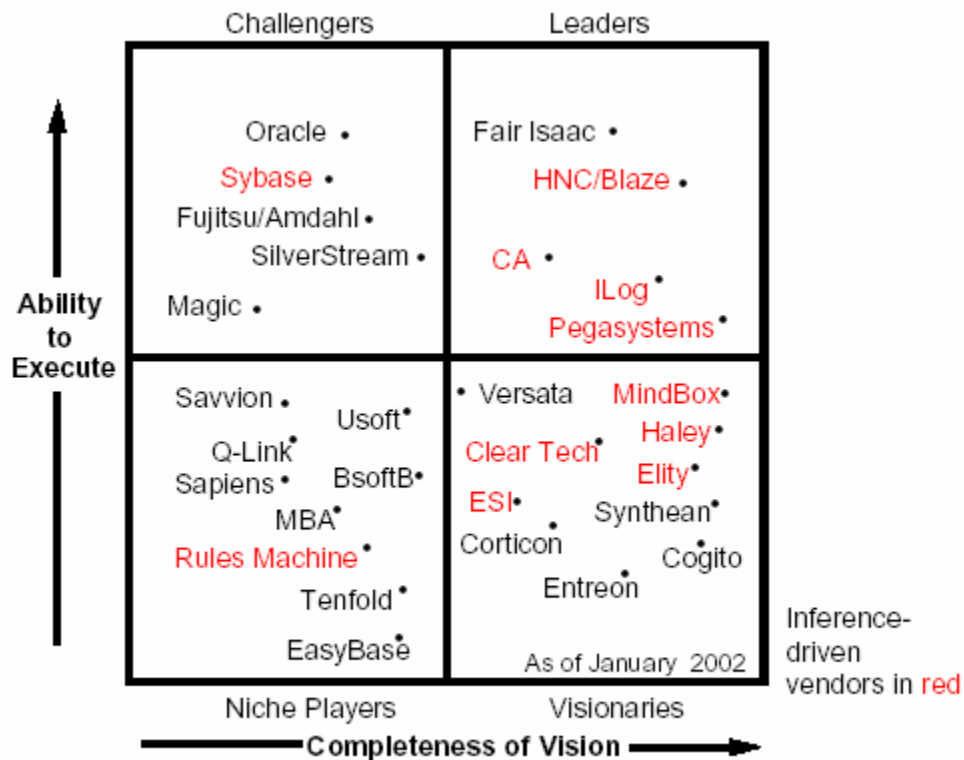 Challengers
Leaders
Oracle
Fair Isaac
Sybase
HNC/Blaze
Fujitsu/Amdahl
SilverStream
CA
ILog
Magic
Pegasystems
Ability
to
Execute
Savvion
Usoft
Versata
MindBox
Q-Link
Clear Tech
Haley
Sapiens
BsoftB
Elity
MBA
ESI
Synthean
Rules Machine
Corticon
Cogito
Tenfold
Entreon
EasyBase
As of January 2002
Inference-
driven
vendors in red
Niche Players
Visionaries
Completeness of Vision